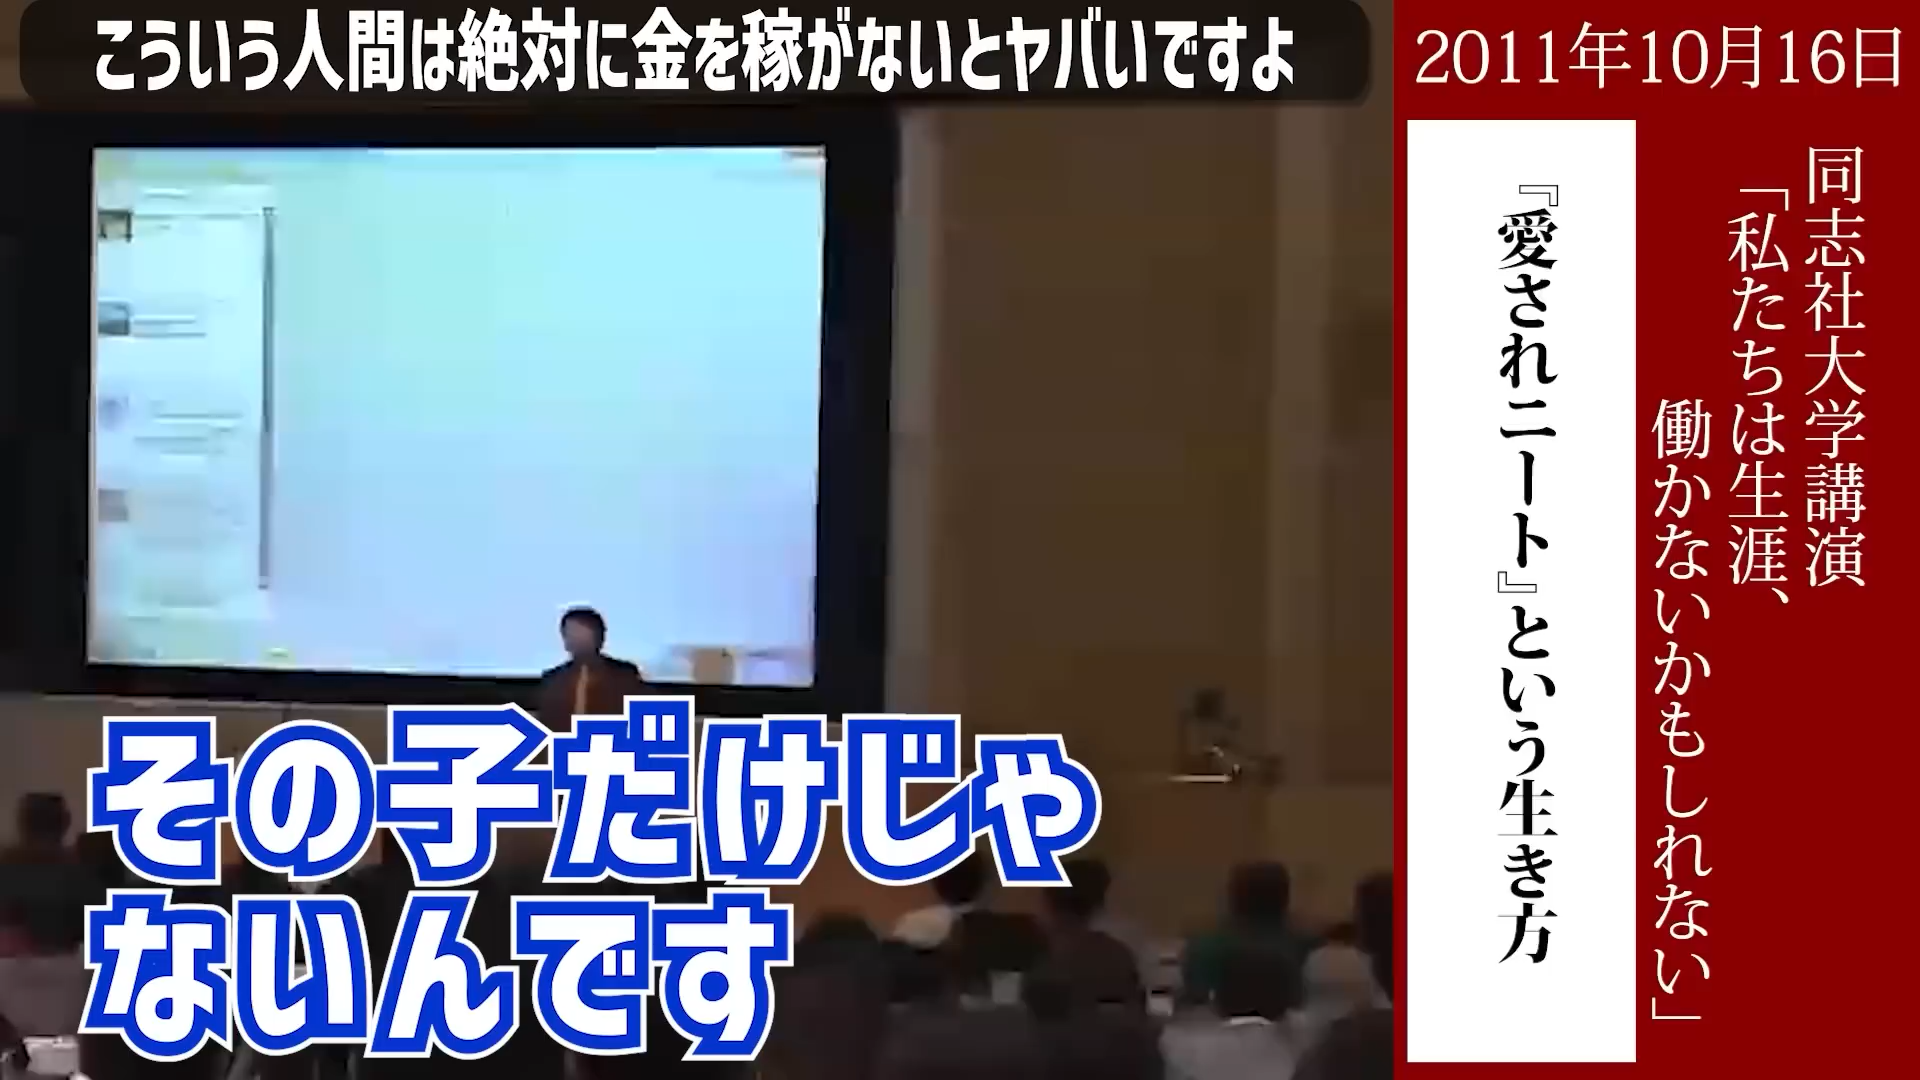 こういう人間は絶対に金を稼がないとヤバいですよ
2011年10月16日
同志社大学講演
「私たちは生涯、
働かないかもしれない」
『愛されニート』という生き方
その子だけじゃ
ないんです